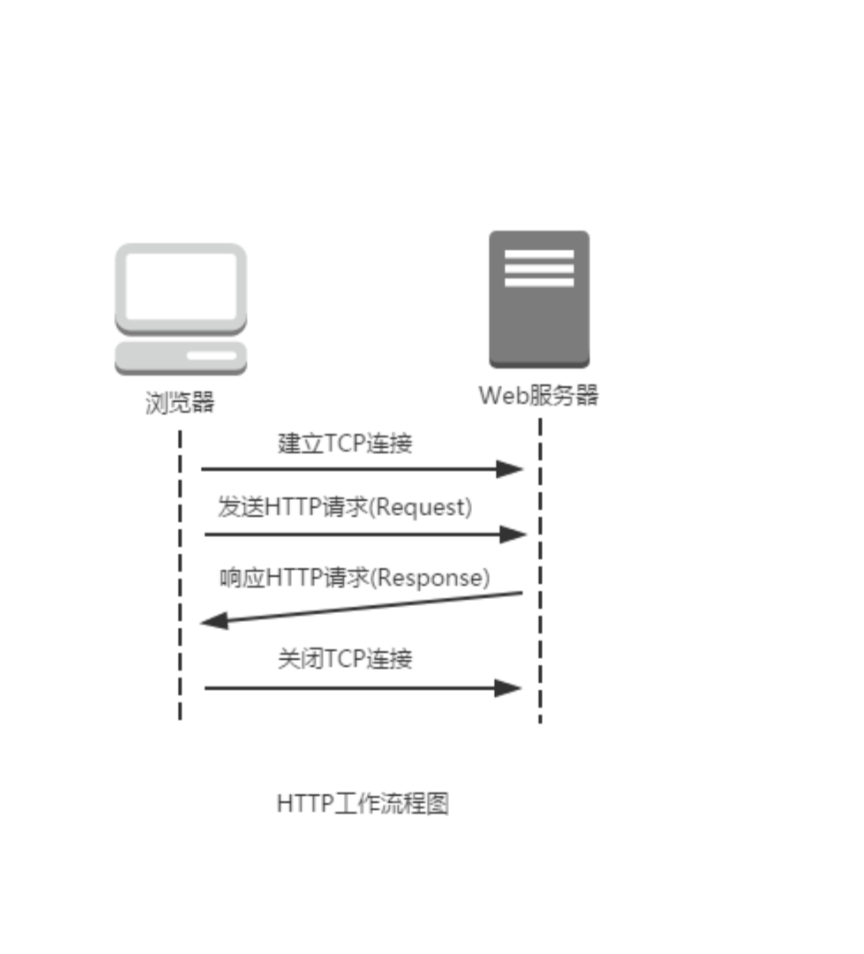 浏览器
Web服务器
建立TCP连接
发送HTTP请求(Request)
响应HTTP请求(Response)
关闭TCP连接
HTTP工作流程图